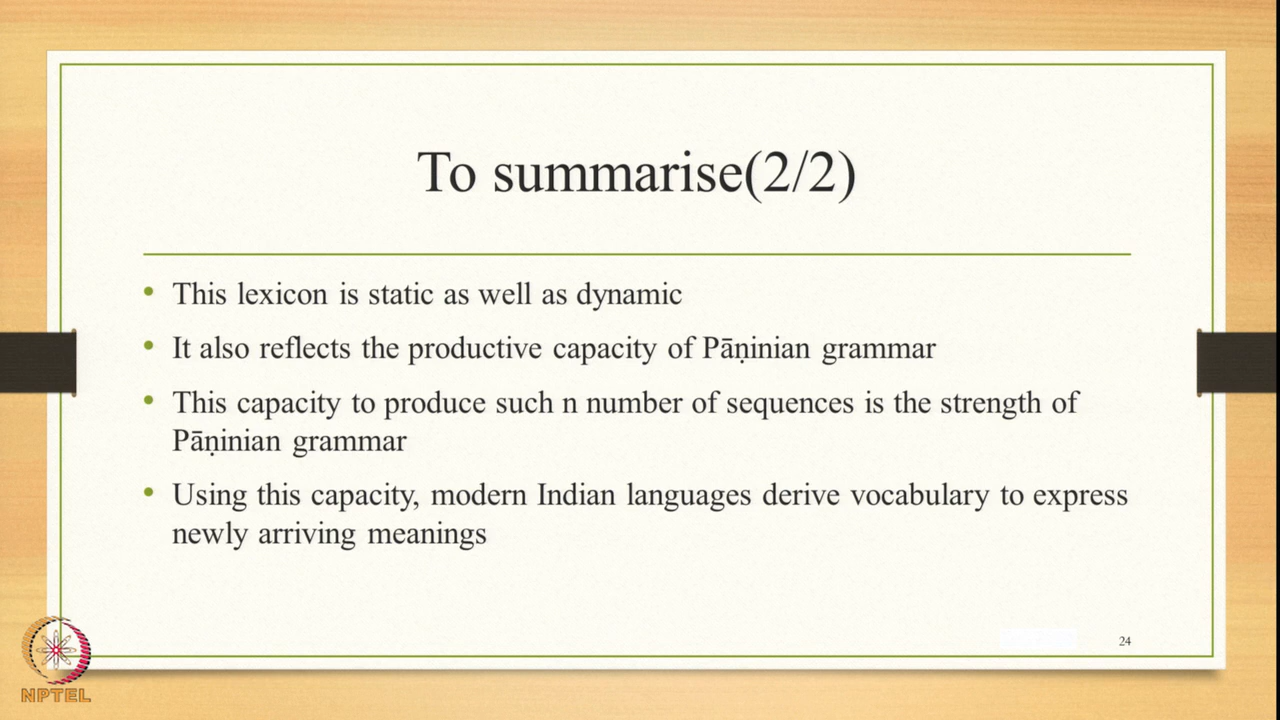 To summarise(2/2)
• This lexicon is static as well as dynamic
• It also reflects the productive capacity of Pāṇinian grammar
• This capacity to produce such n number of sequences is the strength of
Pāṇinian grammar
• Using this capacity, modern Indian languages derive vocabulary to express
newly arriving meanings
24
NPTEL